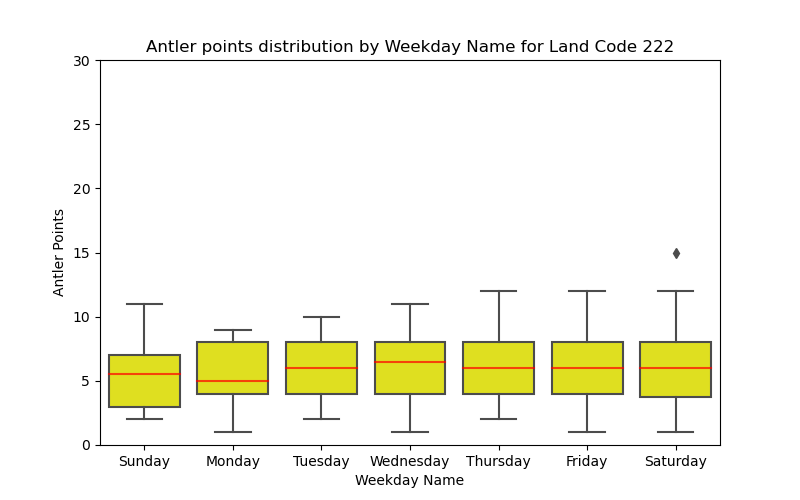 Antler points distribution by Weekday Name for Land Code 222
Antler Points
30
25
20
15
10
5
0
Sunday Monday Tuesday Wednesday Thursday Friday Saturday
Weekday Name